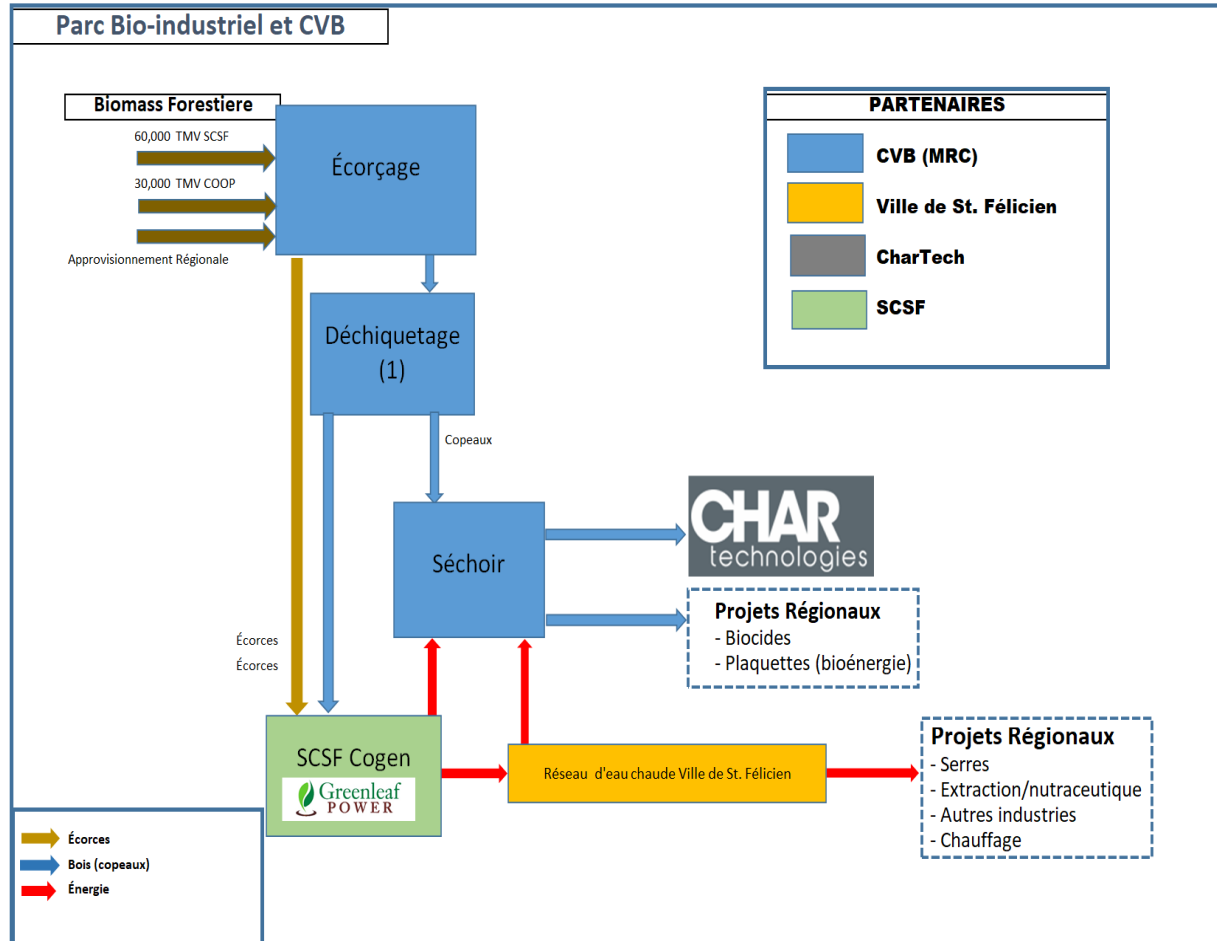 Parc Bio-industriel et CVB
Biomass Forestiere
60,000 TMV SCSF
30,000 TMV COOP
Approvisionnement Régionale
Écorçage
PARTENAIRES
CVB (MRC)
Ville de St. Félicien
CharTech
SCSF
Déchiquetage
(1)
Copeaux
Séchoir
CHAR
technologies
Projets Régionaux
- Biocides
- Plaquettes (bioénergie)
Écorces
Écorces
SCSF Cogen
Greenleaf
POWER
Réseau d'eau chaude Ville de St. Félicien
Projets Régionaux
- Serres
- Extraction/nutraceutique
- Autres industries
- Chauffage
Écorces
Bois (copeaux)
Énergie